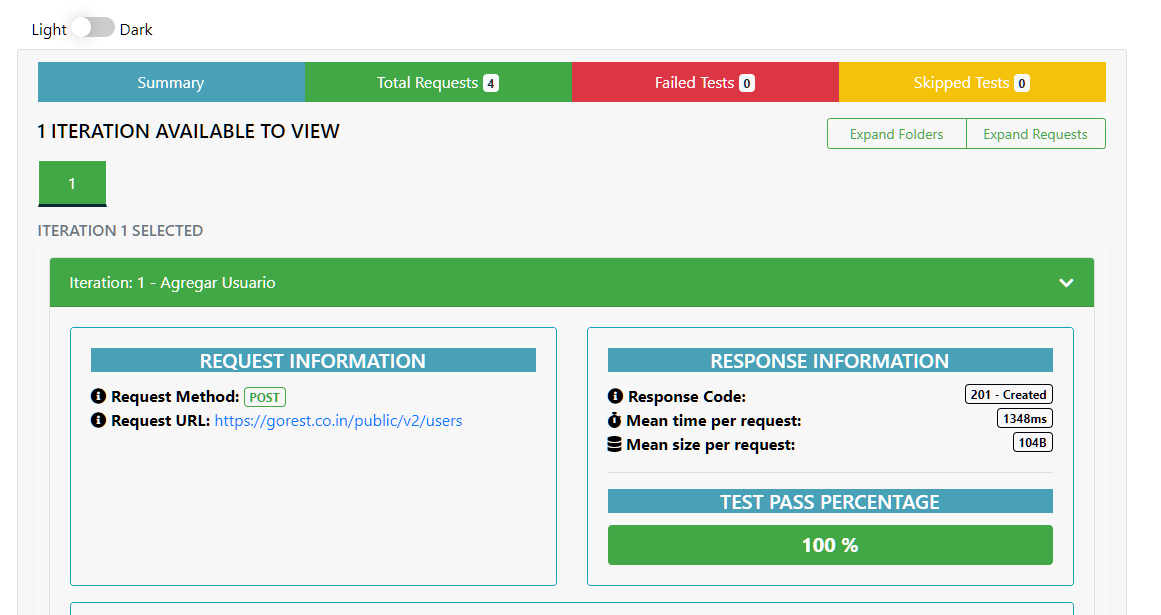 Light Dark
Summary Total Requests 4 Failed Tests 0 Skipped Tests 0
1 ITERATION AVAILABLE TO VIEW
Expand Folders Expand Requests
1
ITERATION 1 SELECTED
Iteration: 1 - Agregar Usuario
REQUEST INFORMATION
Request Method: POST
Request URL: https://gorest.co.in/public/v2/users
RESPONSE INFORMATION
Response Code: 201 - Created
Mean time per request: 1348ms
Mean size per request: 104B
TEST PASS PERCENTAGE
100 %